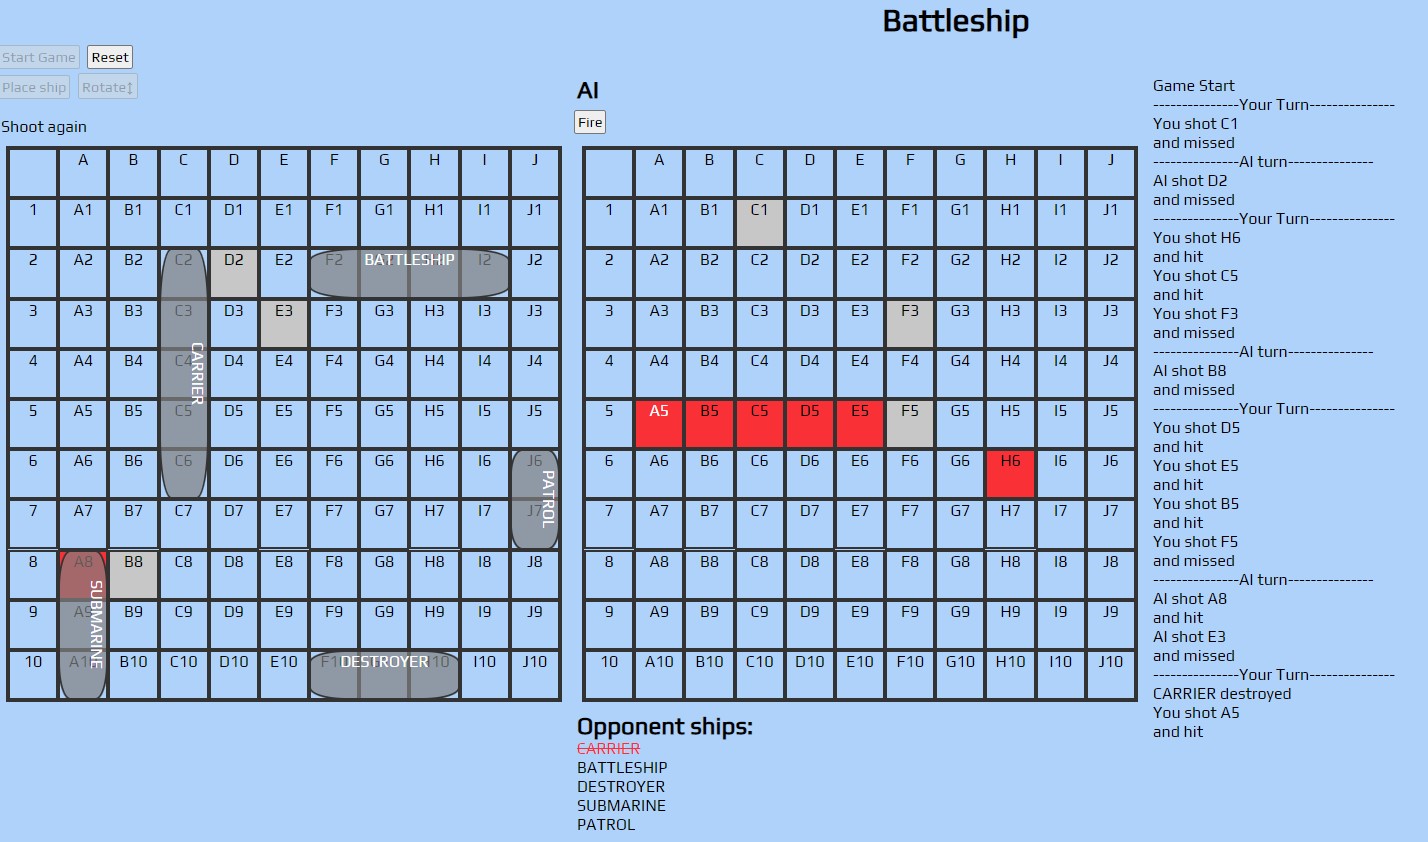 Battleship
Start Game Reset
Place ship Rotate↕
AI
Fire
Shoot again
A B C D E F G H I J
1 A1 B1 C1 D1 E1 F1 G1 H1 I1 J1
2 A2 B2 C2 D2 E2 F2 BATTLESHIP I2 J2
3 A3 B3 C3 D3 E3 F3 G3 H3 I3 J3
4 A4 B4 C4 D4 E4 F4 G4 H4 I4 J4
CARRIER
5 A5 B5 C5 D5 E5 F5 G5 H5 I5 J5
6 A6 B6 C6 D6 E6 F6 G6 H6 I6 J6
PATROL
7 A7 B7 C7 D7 E7 F7 G7 H7 I7 J7
8 A8 B8 C8 D8 E8 F8 G8 H8 I8 J8
SUBMARINE
9 A9 B9 C9 D9 E9 F9 G9 H9 I9 J9
10 B10 C10 D10 E10 DESTROYER I10 J10
A B C D E F G H I J
1 A1 B1 C1 D1 E1 F1 G1 H1 I1 J1
2 A2 B2 C2 D2 E2 F2 G2 H2 I2 J2
3 A3 B3 C3 D3 E3 F3 G3 H3 I3 J3
4 A4 B4 C4 D4 E4 F4 G4 H4 I4 J4
5 A5 B5 C5 D5 E5 F5 G5 H5 I5 J5
6 A6 B6 C6 D6 E6 F6 G6 H6 I6 J6
7 A7 B7 C7 D7 E7 F7 G7 H7 I7 J7
8 A8 B8 C8 D8 E8 F8 G8 H8 I8 J8
9 A9 B9 C9 D9 E9 F9 G9 H9 I9 J9
10 A10 B10 C10 D10 E10 F10 G10 H10 I10 J10
Opponent ships:
CARRIER
BATTLESHIP
DESTROYER
SUBMARINE
PATROL
Game Start
---------------Your Turn---------------
You shot C1
and missed
---------------AI turn---------------
AI shot D2
and missed
---------------Your Turn---------------
You shot H6
and hit
You shot C5
and hit
You shot F3
and missed
---------------AI turn---------------
AI shot B8
and missed
---------------Your Turn---------------
You shot D5
and hit
You shot E5
and hit
You shot B5
and hit
You shot F5
and missed
---------------AI turn---------------
AI shot A8
and hit
AI shot E3
and missed
---------------Your Turn---------------
CARRIER destroyed
You shot A5
and hit